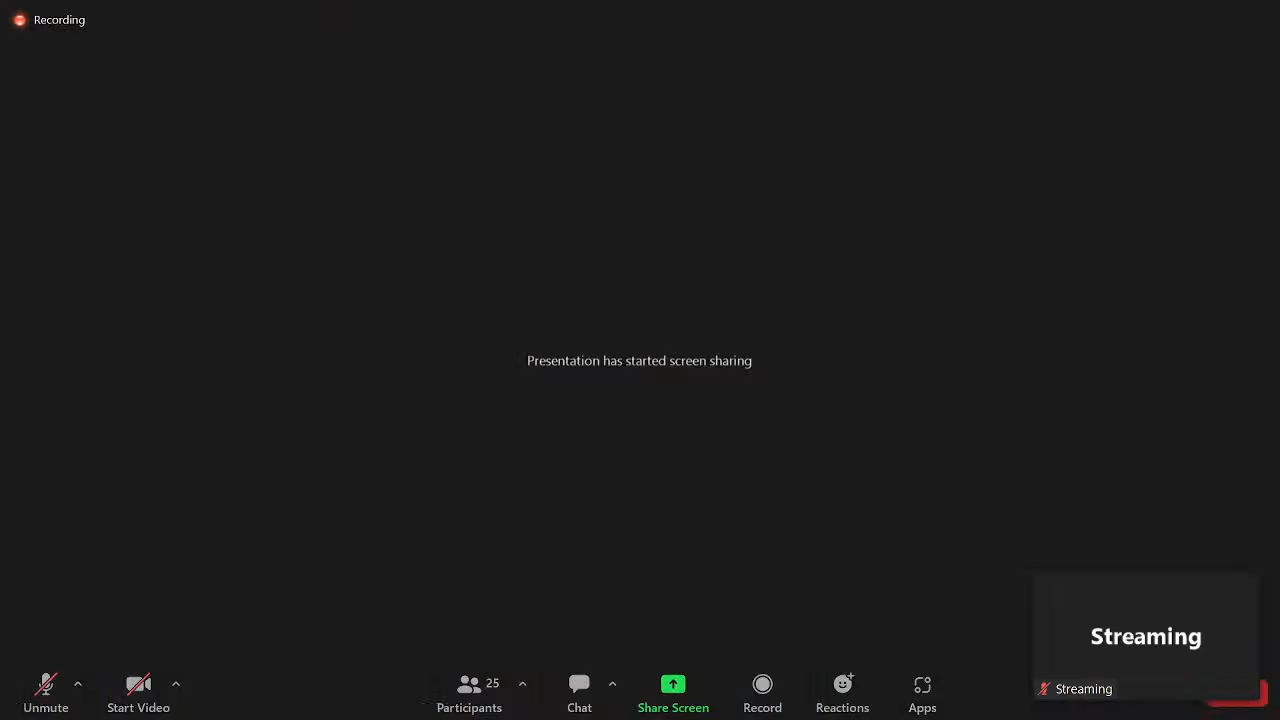 Recording
Presentation has started screen sharing
Streaming
Streaming
Unmute
Start Video
25
Participants
Chat
Share Screen
Record
Reactions
Apps